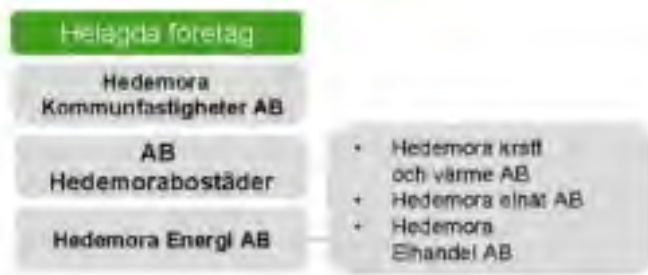 Helägda företag
Hedemora
Kommunfastigheter AB
AB
Hedemorabostäder
Hedemora Energi AB
• Hedemora kraft
och värme AB
• Hedemora elnät AB
• Hedemora
Elhandel AB